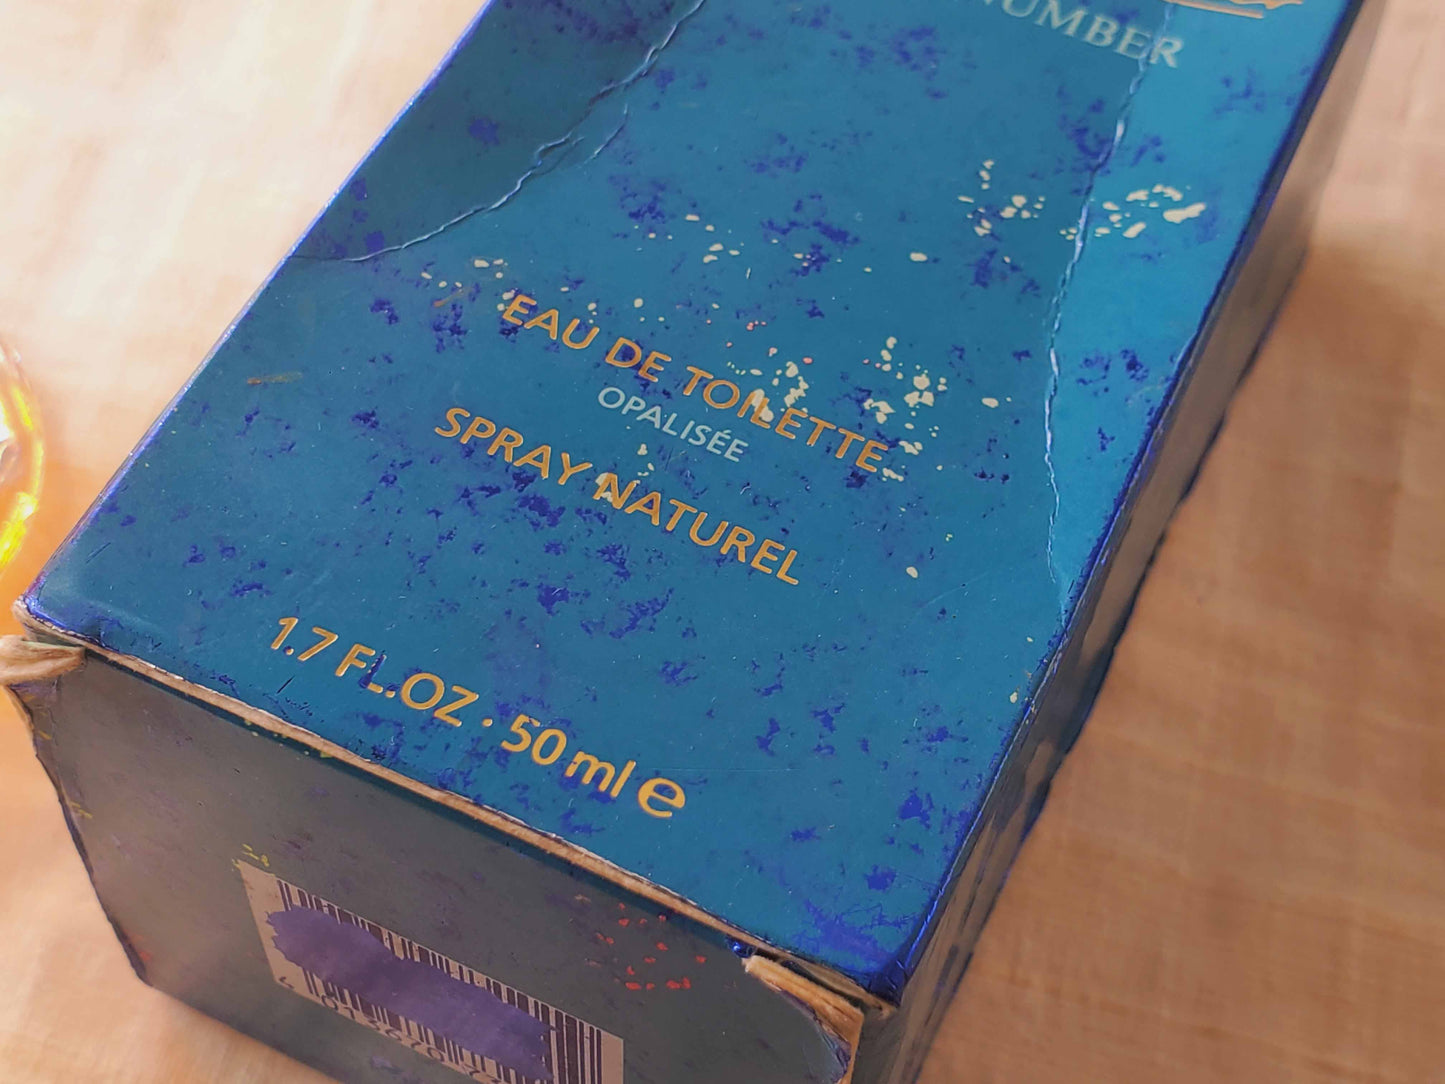 NUMBER
EAU DE TOILETTE
OPALISÉE
SPRAY NATUREL
1.7 FL.OZ · 50 ml e